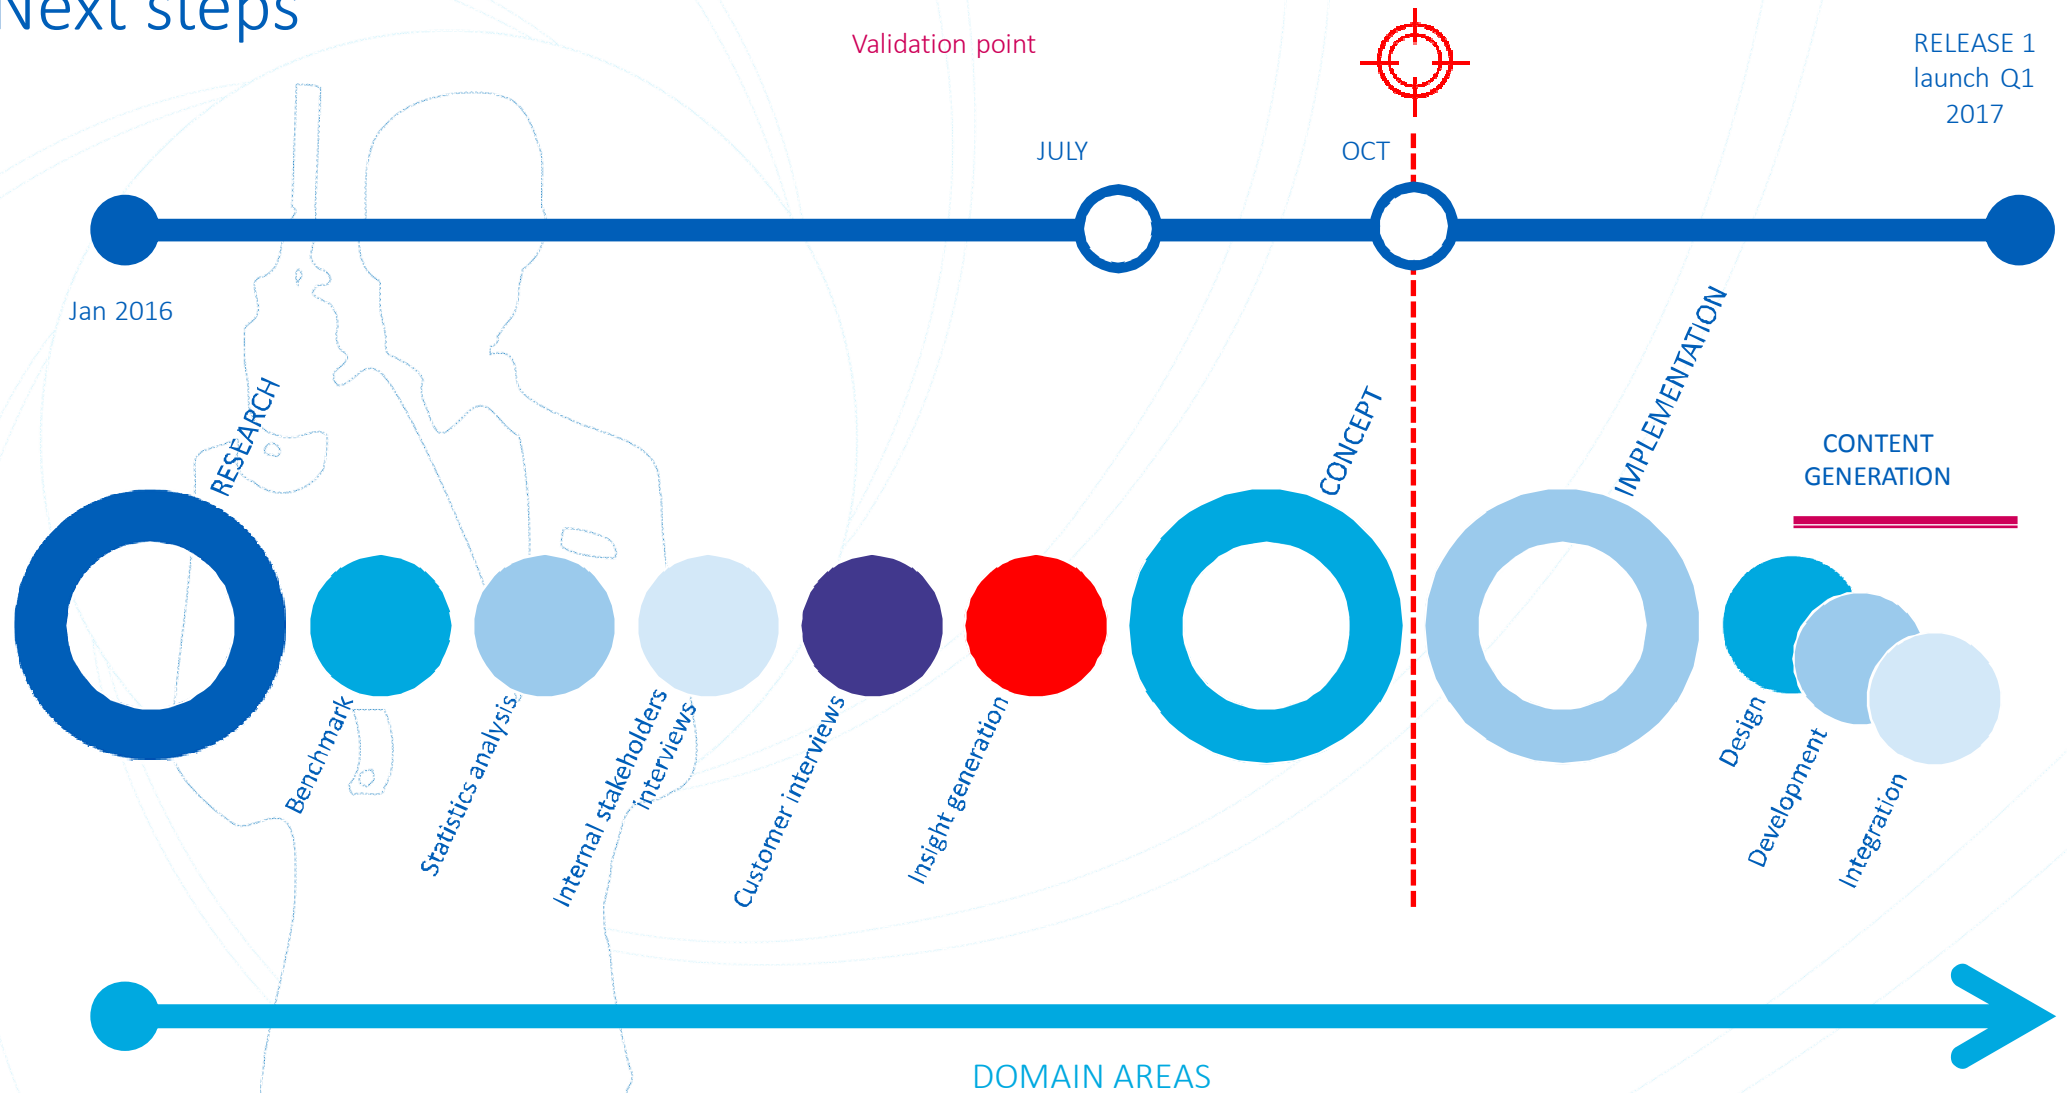 Next steps
Validation point
RELEASE 1
launch Q1
2017
JULY
OCT
Jan 2016
RESEARCH
CONCEPT
IMPLEMENTATION
CONTENT
GENERATION
Benchmark
Statistics analysis
Internal stakeholders
interviews
Customer interviews
Insight generation
Design
Development
Integration
DOMAIN AREAS